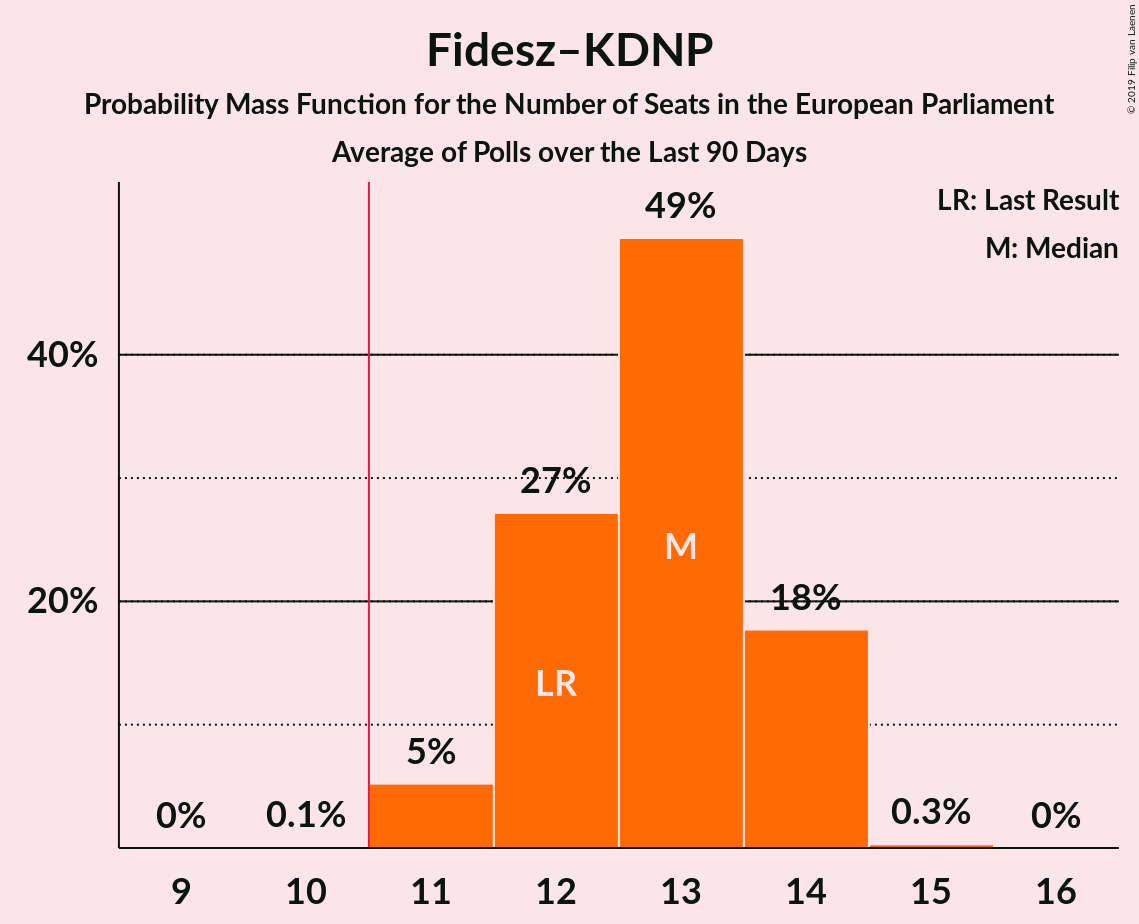 Fidesz–KDNP
Probability Mass Function for the Number of Seats in the European Parliament
Average of Polls over the Last 90 Days
© 2019 Filip van Laenen
LR: Last Result
M: Median
40%
20%
0%
0.1%
5%
27%
49%
18%
0.3%
0%
LR
M
9 10 11 12 13 14 15 16